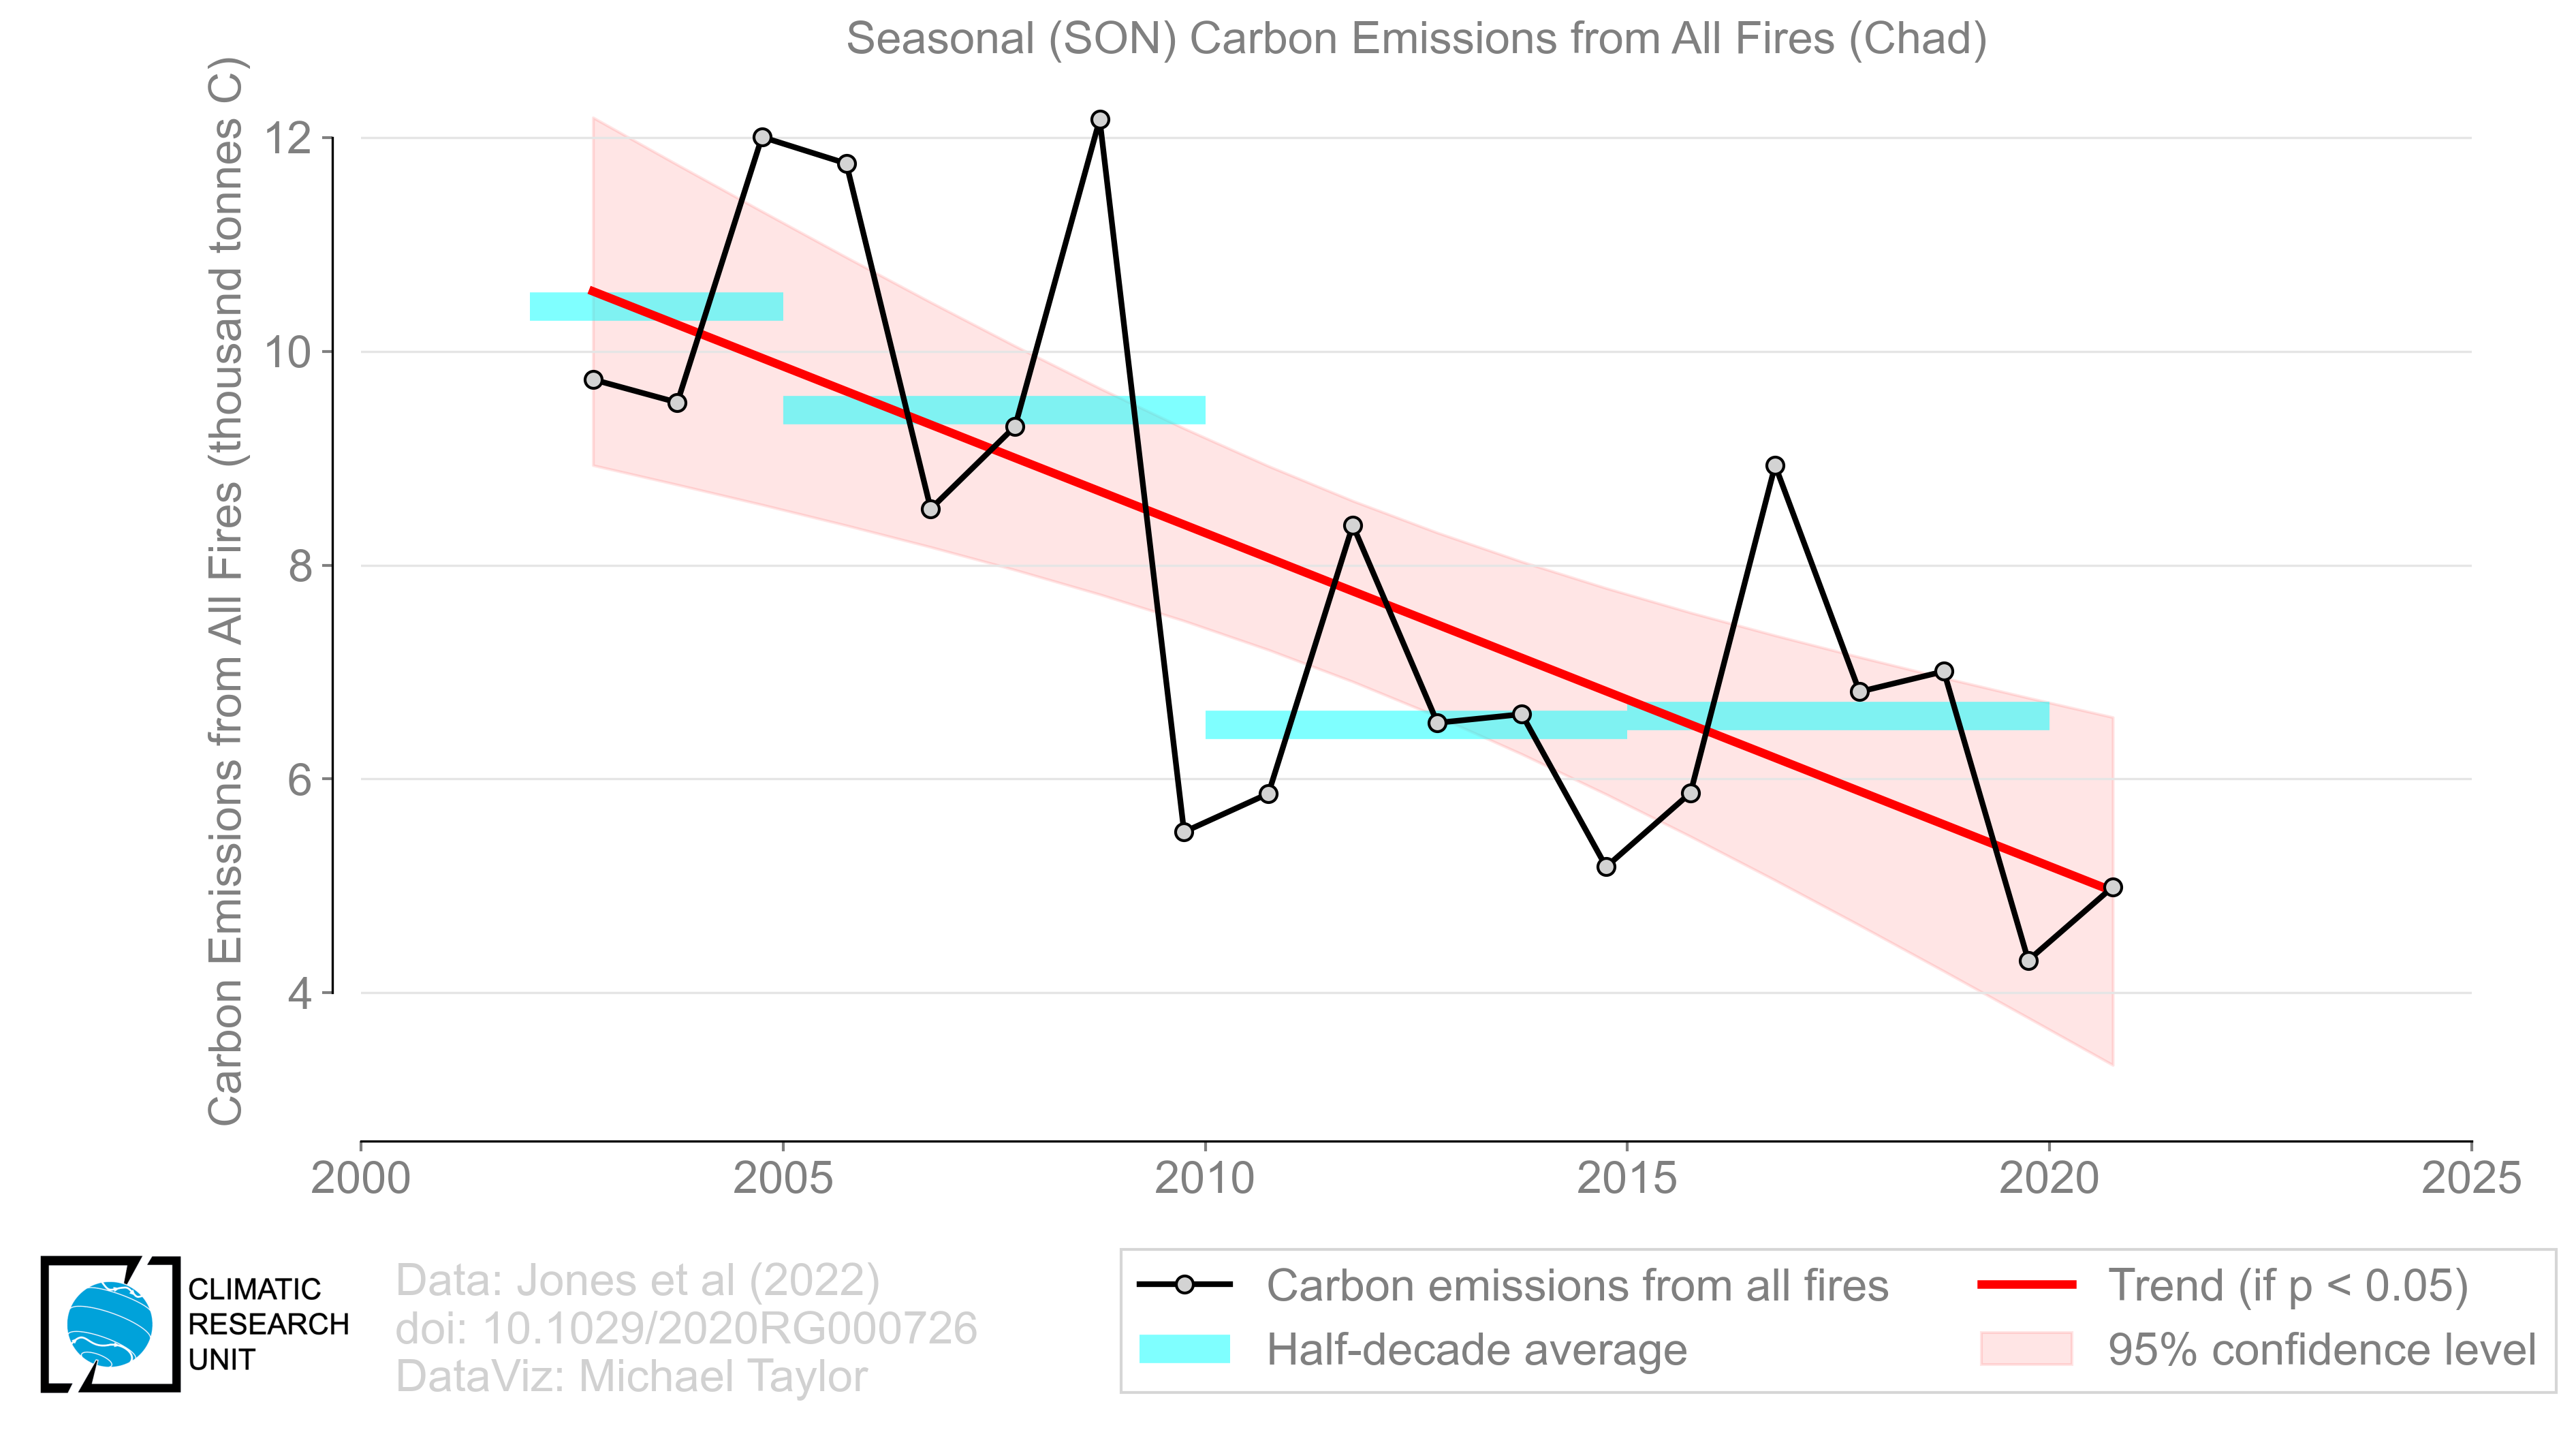 Seasonal (SON) Carbon Emissions from All Fires (Chad)
Carbon Emissions from All Fires (thousand tonnes C)
12
10
8
6
4
2000
2005
2010
2015
2020
2025
CLIMATIC
RESEARCH
UNIT
Data: Jones et al (2022)
doi: 10.1029/2020RG000726
DataViz: Michael Taylor
Carbon emissions from all fires
Half-decade average
Trend (if p < 0.05)
95% confidence level